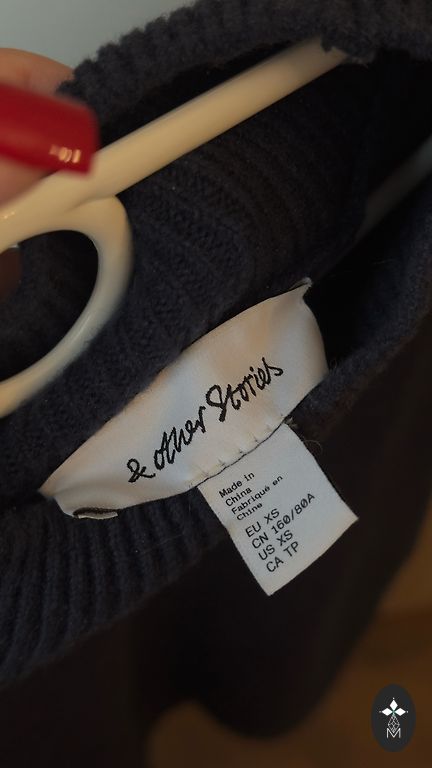 & other Stories
Made in
China
Fabriqué en
Chine
EU XS
CN 160/80A
US XS
CA TP
M